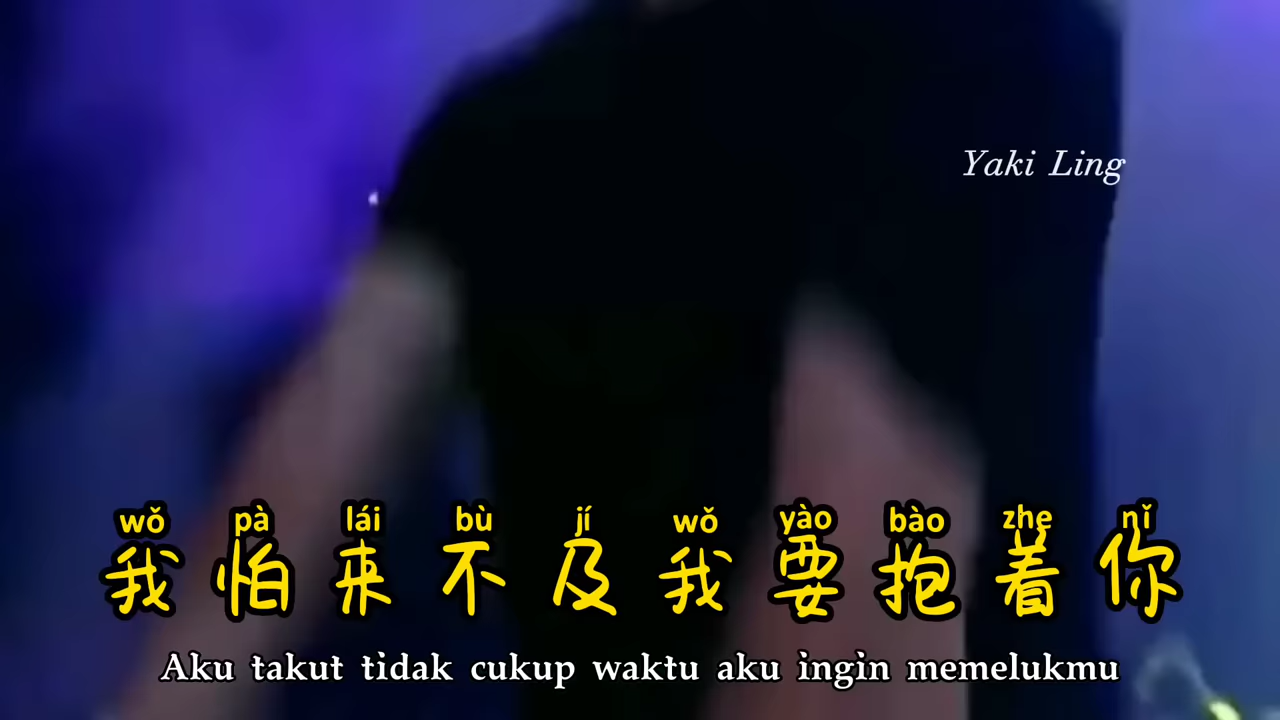 Yaki Ling
wǒ pà lái bù jí wǒ yào bào zhe nǐ
我怕来不及我要抱着你
Aku takut tidak cukup waktu aku ingin memelukmu